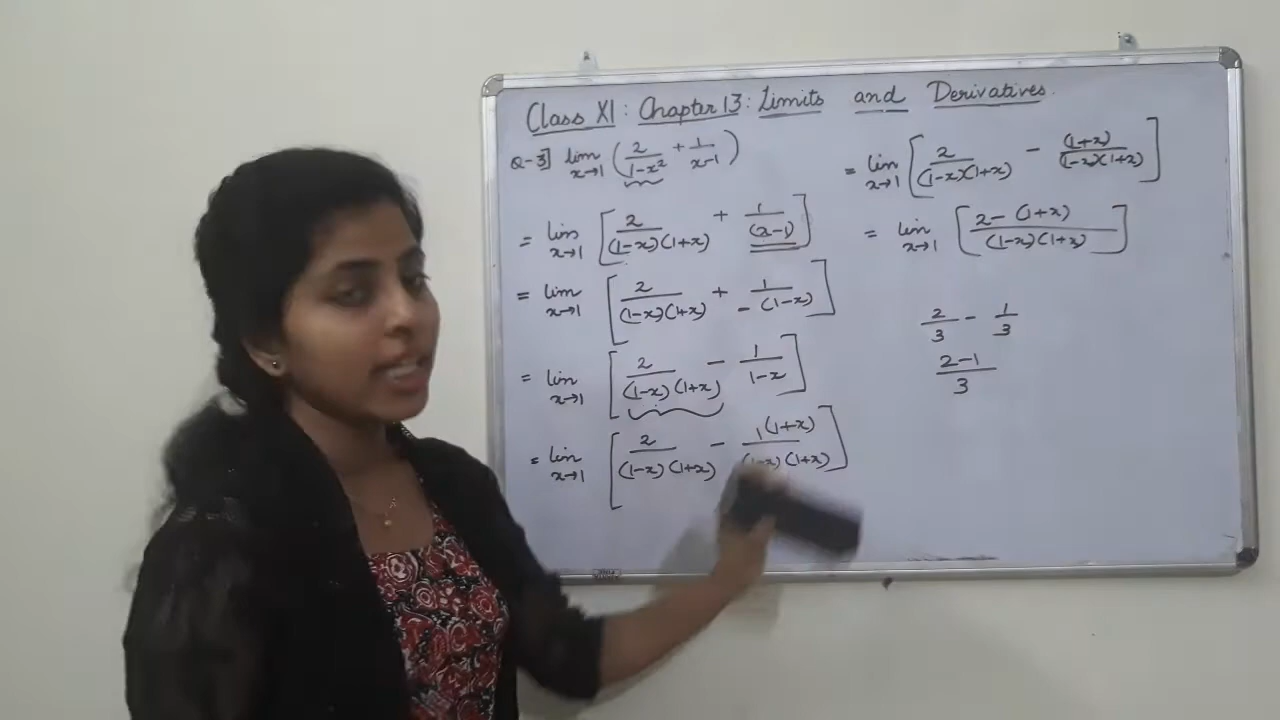 Class XI : Chapter 13 : Limits and Derivatives.
Q-3] lim x→1 (2/(1-x²) + 1/(x-1))
= lim x→1 [2/((1-x)(1+x)) + 1/(x-1)]
= lim x→1 [2/((1-x)(1+x)) + 1/(-(1-x))]
= lim x→1 [2/((1-x)(1+x)) - 1/(1-x)]
= lim x→1 [2/((1-x)(1+x)) - 1(1+x)/((1-x)(1+x))]
= lim x→1 [2/((1-x)(1+x)) - (1+x)/((1-x)(1+x))]
= lim x→1 [(2-(1+x))/((1-x)(1+x))]
2/3 - 1/3
(2-1)/3